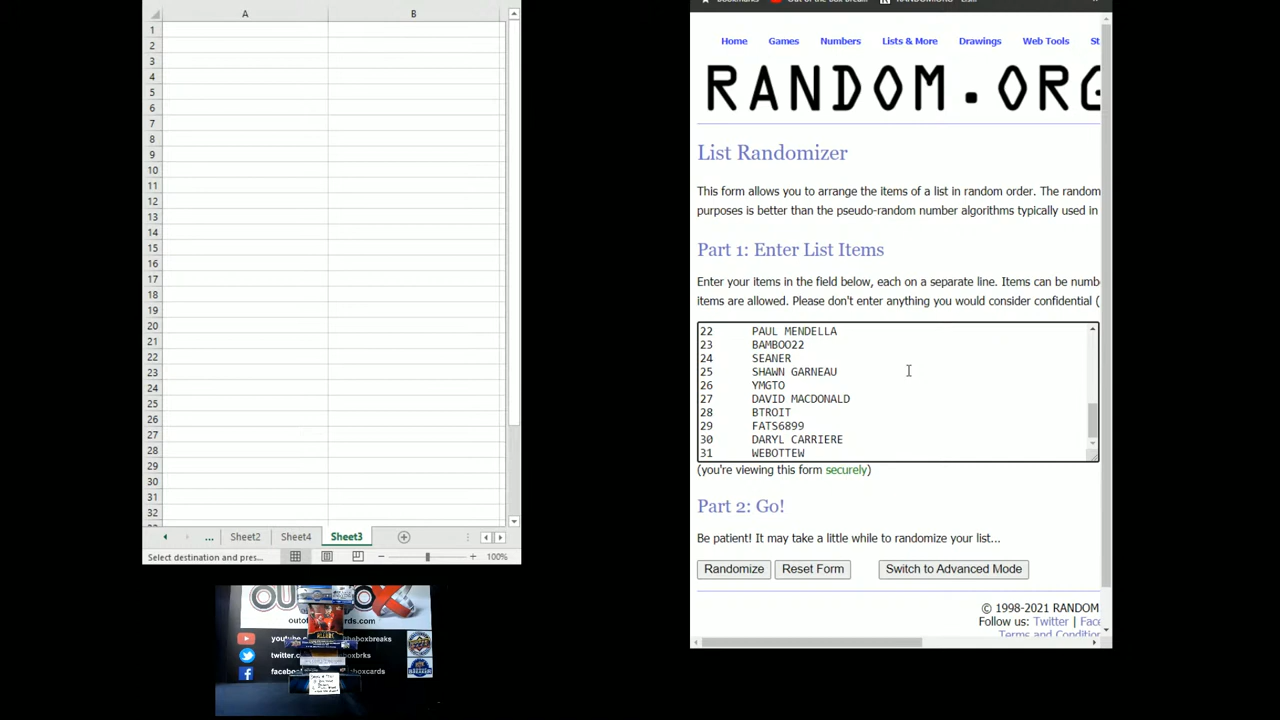 A B
1
2
3
4
5
6
7
8
9
10
11
12
13
14
15
16
17
18
19
20
21
22
23
24
25
26
27
28
29
30
31
32
... Sheet2 Sheet4 Sheet3
Select destination and pres... 100%
Home Games Numbers Lists & More Drawings Web Tools St
RANDOM.ORG
List Randomizer
This form allows you to arrange the items of a list in random order. The random
purposes is better than the pseudo-random number algorithms typically used in
Part 1: Enter List Items
Enter your items in the field below, each on a separate line. Items can be numb
items are allowed. Please don't enter anything you would consider confidential (
22 PAUL MENDELLA
23 BAMBOO22
24 SEANER
25 SHAWN GARNEAU
26 YMGTO
27 DAVID MACDONALD
28 BTROIT
29 FATS6899
30 DARYL CARRIERE
31 WEBOTTEW
(you're viewing this form securely)
Part 2: Go!
Be patient! It may take a little while to randomize your list...
Randomize Reset Form Switch to Advanced Mode
© 1998-2021 RANDOM.
Follow us: Twitter | Fac
Terms and Conditio
ALLURE